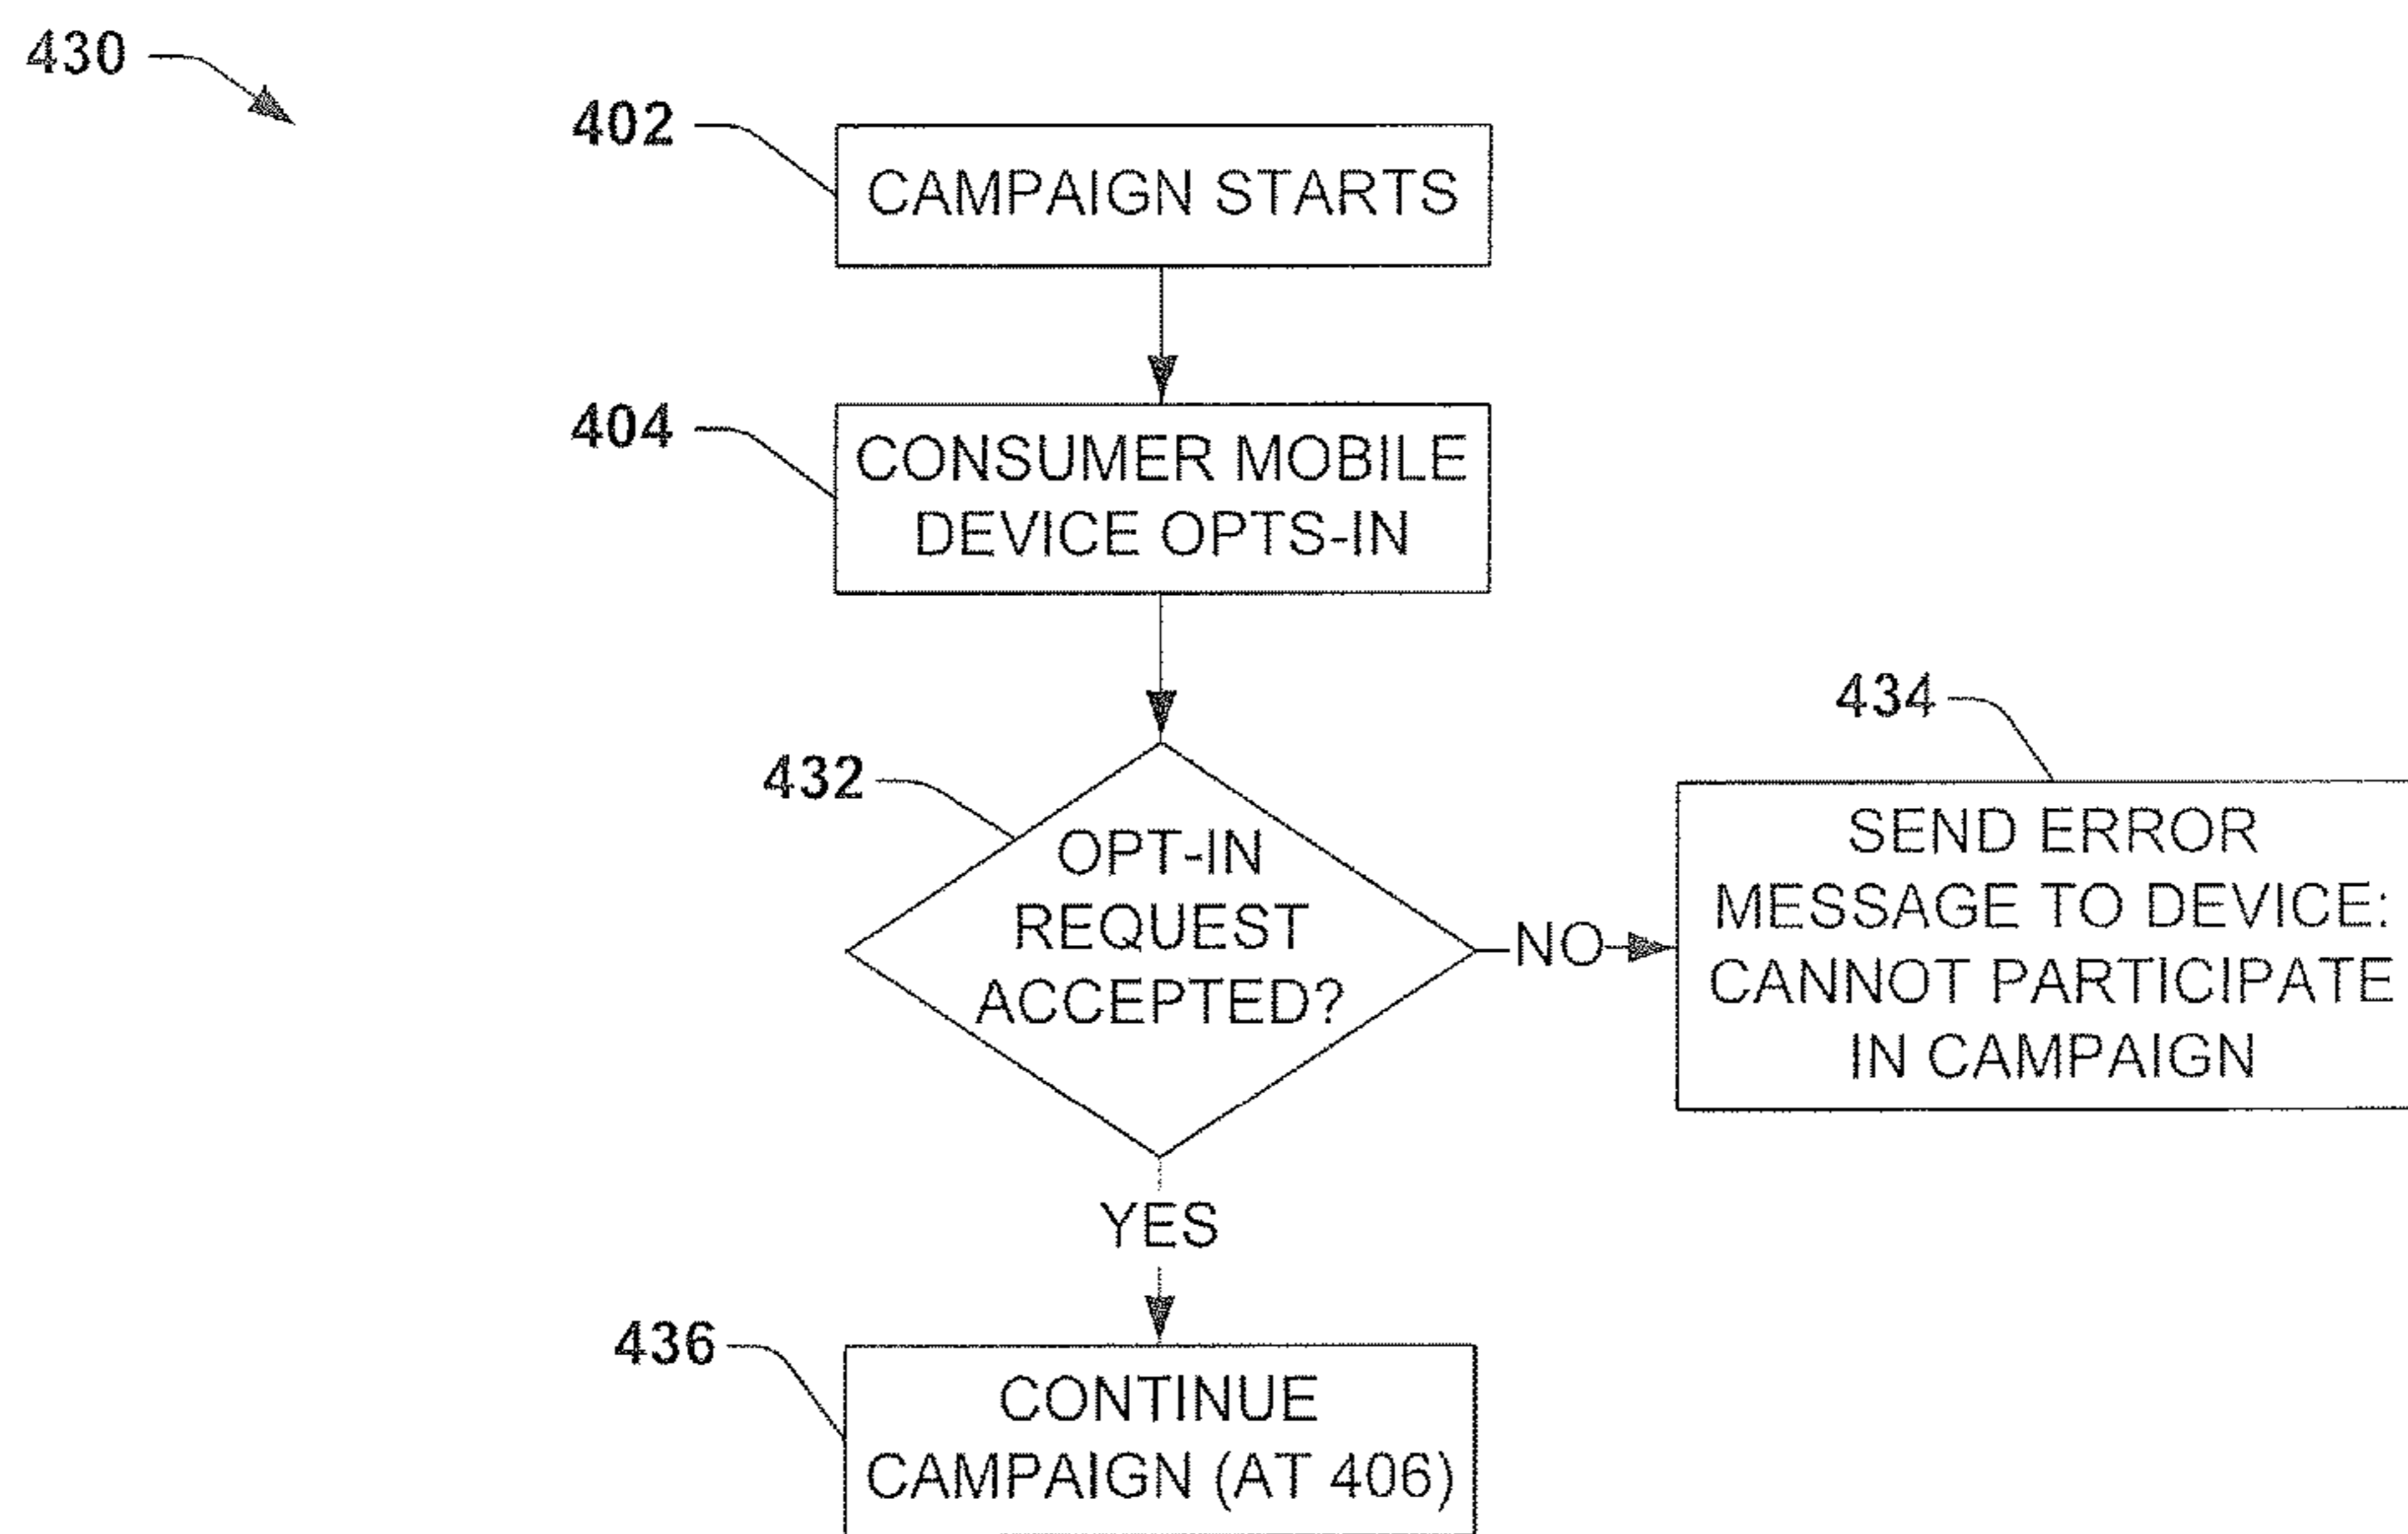 430
402
CAMPAIGN STARTS
404
CONSUMER MOBILE
DEVICE OPTS-IN
432
OPT-IN
REQUEST
ACCEPTED?
NO
434
SEND ERROR
MESSAGE TO DEVICE:
CANNOT PARTICIPATE
IN CAMPAIGN
YES
436
CONTINUE
CAMPAIGN (AT 406)